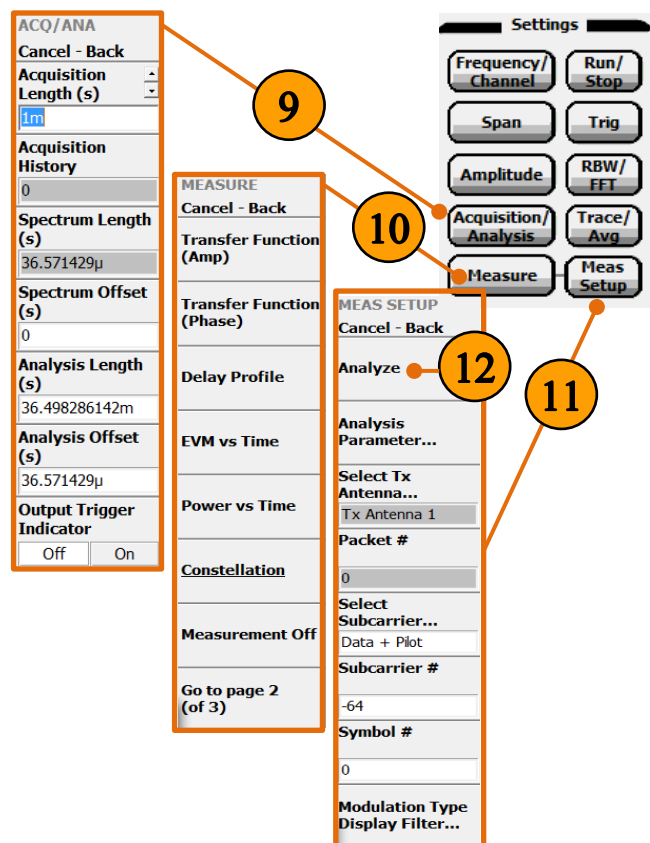 ACQ/ANA
Cancel - Back
Acquisition
Length (s)
1m
Acquisition
History
0
Spectrum Length
(s)
36.571429µ
Spectrum Offset
(s)
0
Analysis Length
(s)
36.498286142m
Analysis Offset
(s)
36.571429µ
Output Trigger
Indicator
Off On
9
MEASURE
Cancel - Back
Transfer Function
(Amp)
Transfer Function
(Phase)
Delay Profile
EVM vs Time
Power vs Time
Constellation
Measurement Off
Go to page 2
(of 3)
10
MEAS SETUP
Cancel - Back
Analyze
12
Analysis
Parameter...
Select Tx
Antenna...
Tx Antenna 1
Packet #
0
Select
Subcarrier...
Data + Pilot
Subcarrier #
-64
Symbol #
0
Modulation Type
Display Filter...
11
Settings
Frequency/
Channel
Run/
Stop
Span
Trig
Amplitude
RBW/
FFT
Acquisition/
Analysis
Trace/
Avg
Measure
Meas
Setup